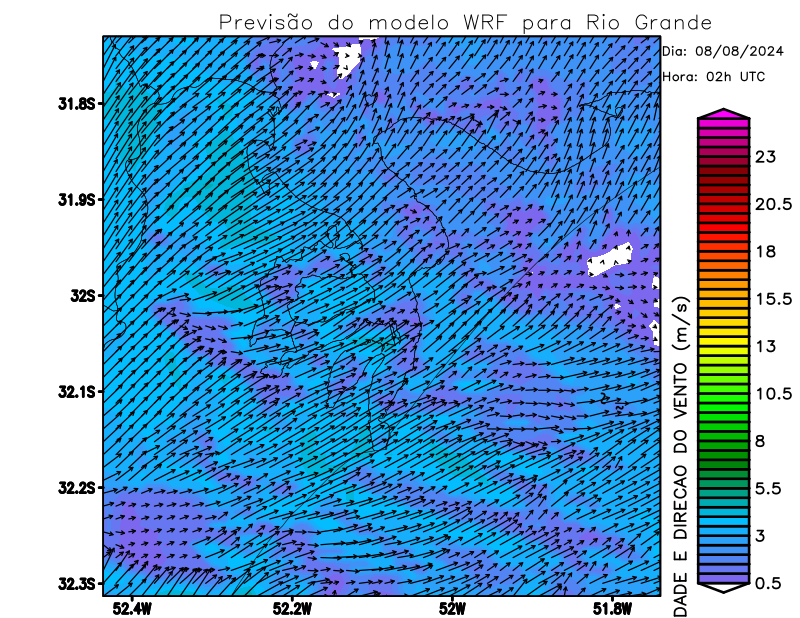 Previsão do modelo WRF para Rio Grande
Dia: 08/08/2024
Hora: 02h UTC
31.8S
31.9S
32S
32.1S
32.2S
32.3S
52.4W
52.2W
52W
51.8W
DADE E DIRECAO DO VENTO (m/s)
23
20.5
18
15.5
13
10.5
8
5.5
3
0.5